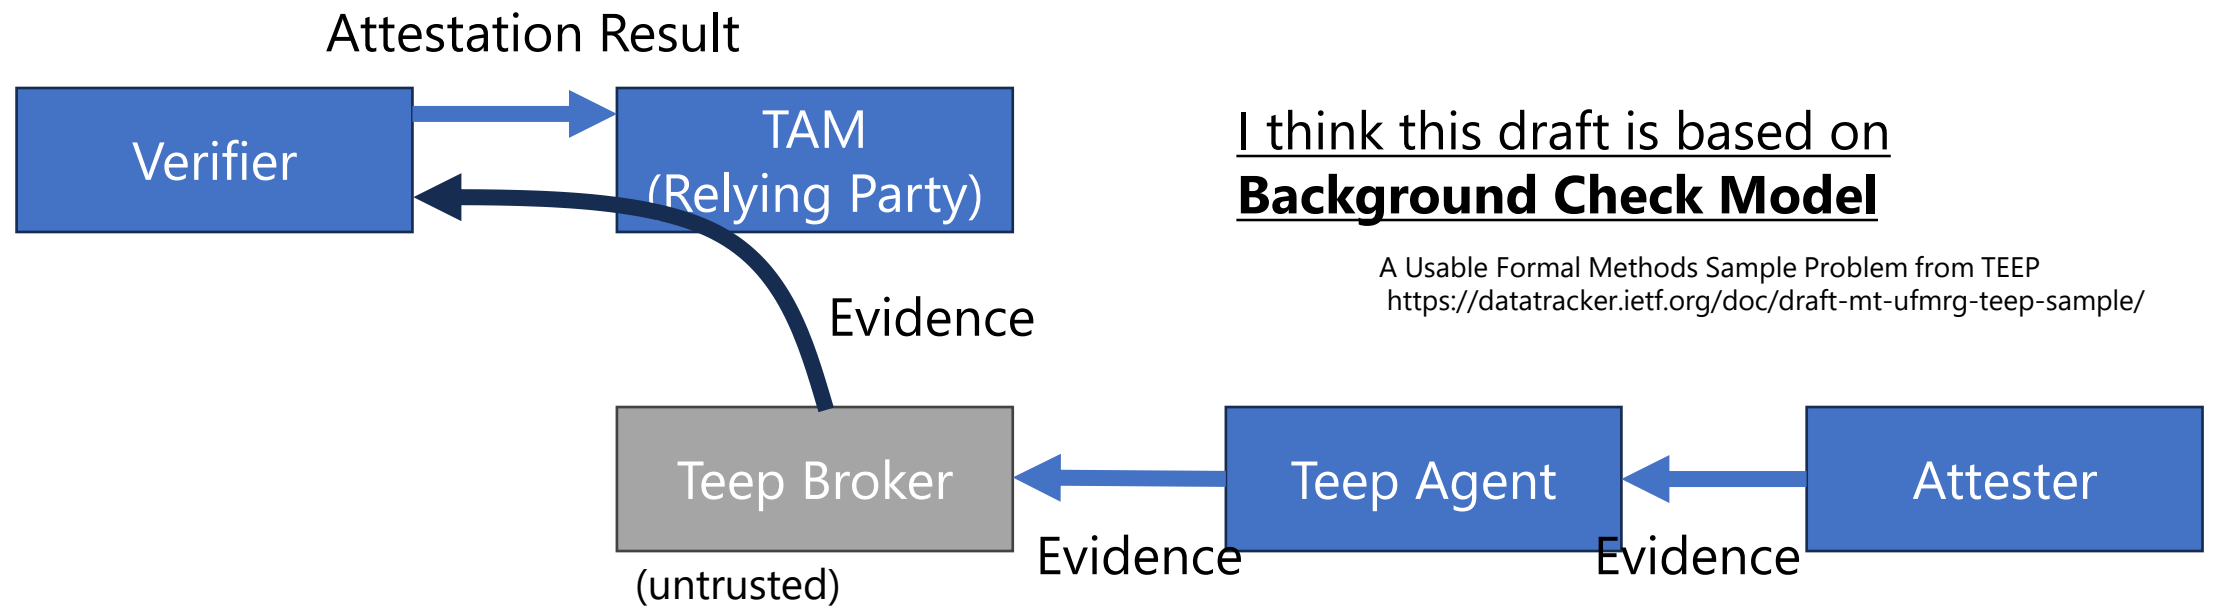 Attestation Result
Verifier
TAM
(Relying Party)
I think this draft is based on
Background Check Model
A Usable Formal Methods Sample Problem from TEEP
https://datatracker.ietf.org/doc/draft-mt-ufmrg-teep-sample/
Evidence
Teep Broker
Teep Agent
Attester
Evidence
Evidence
(untrusted)